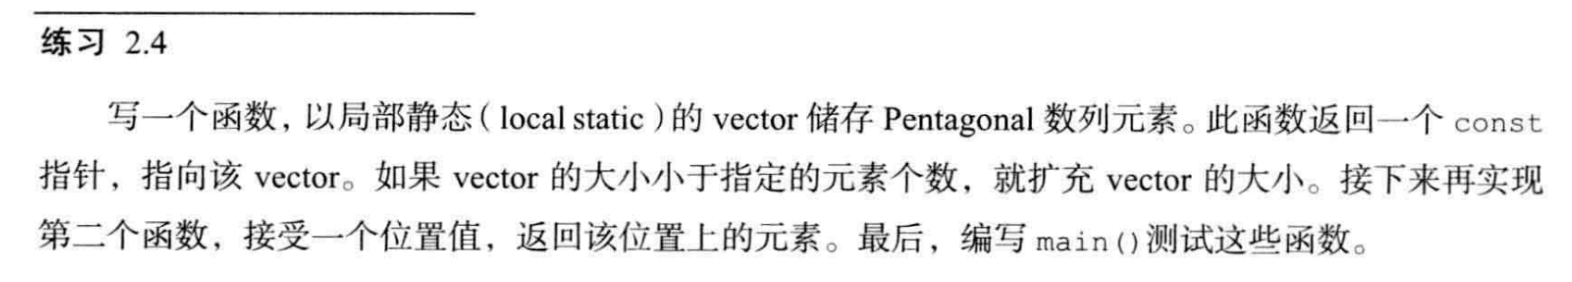 练习 2.4
写一个函数，以局部静态（local static）的 vector 储存 Pentagonal 数列元素。此函数返回一个 const
指针，指向该 vector。如果 vector 的大小小于指定的元素个数，就扩充 vector 的大小。接下来再实现
第二个函数，接受一个位置值，返回该位置上的元素。最后，编写 main()测试这些函数。